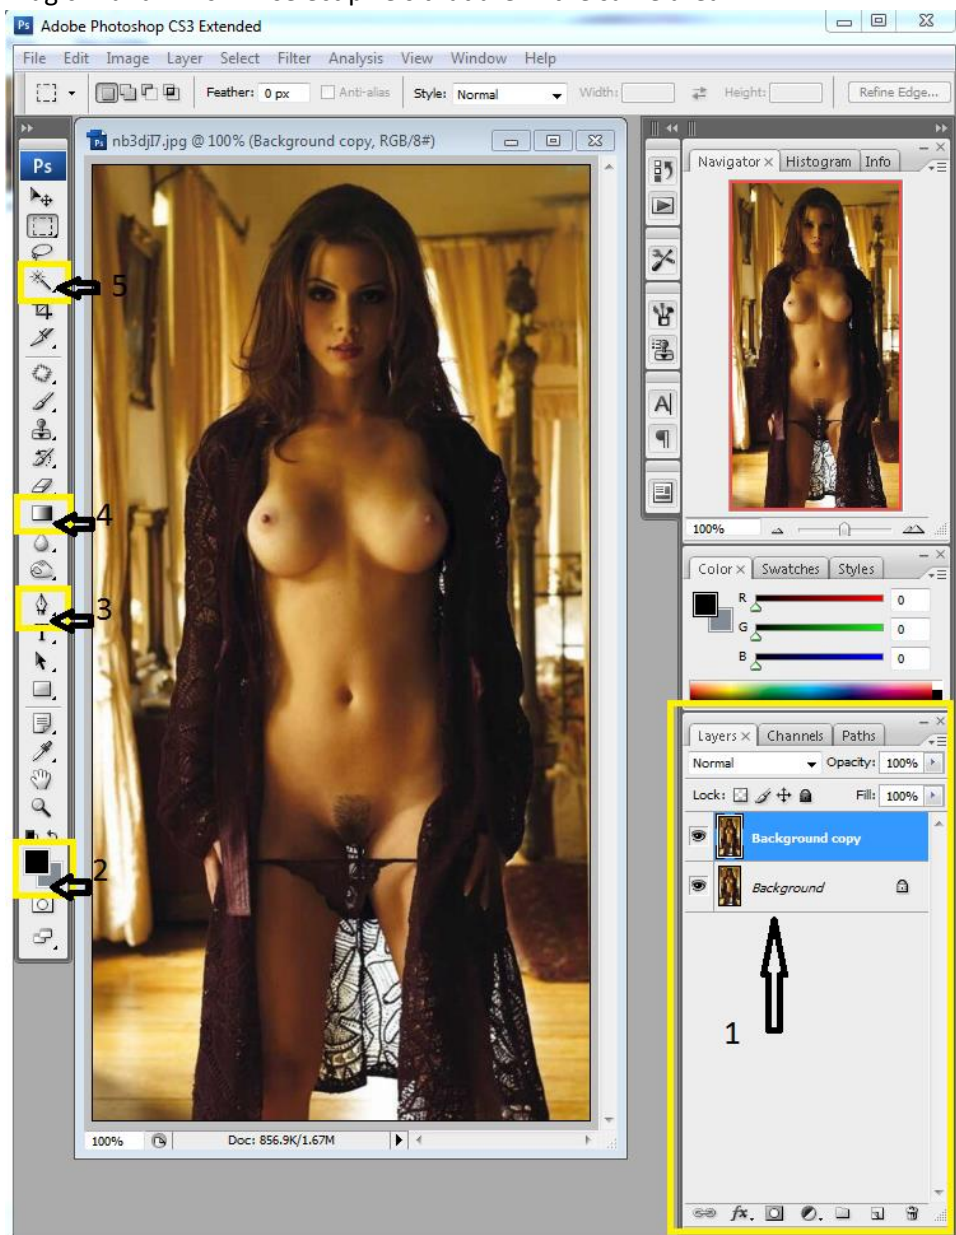 Adobe Photoshop CS3 Extended
File Edit Image Layer Select Filter Analysis View Window Help
Feather: 0 px Anti-alias Style: Normal Width: Height: Refine Edge...
nb3djI7.jpg @ 100% (Background copy, RGB/8#)
Ps
5
4
3
2
100% Doc: 856.9K/1.67M
Navigator × Histogram Info
100%
Color × Swatches Styles
R 0
G 0
B 0
Layers × Channels Paths
Normal Opacity: 100%
Lock: Fill: 100%
Background copy
Background
1
fx.